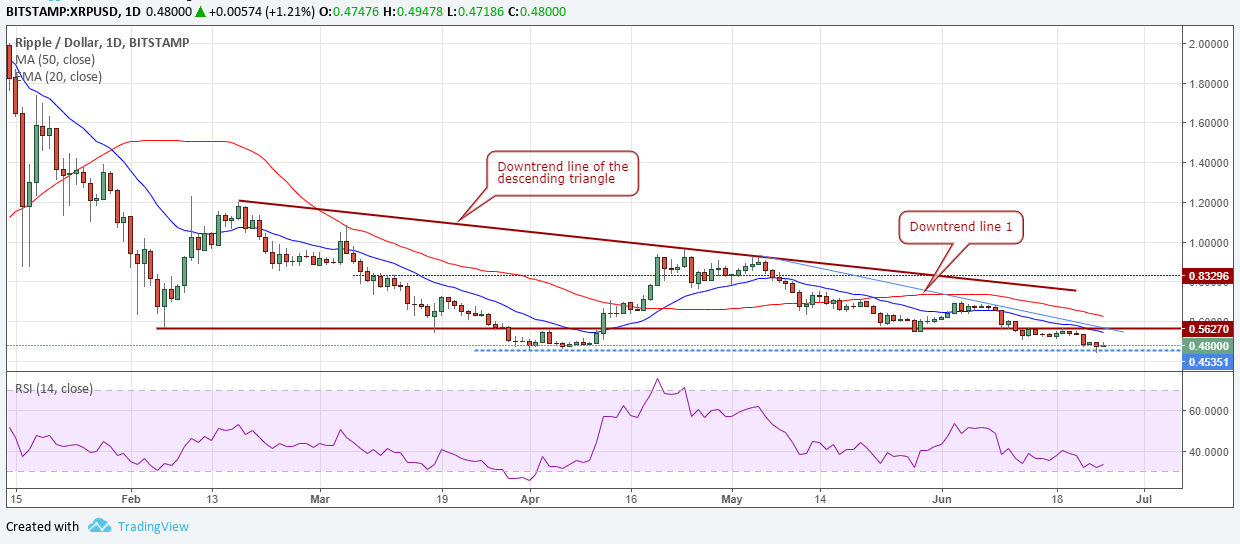 BITSTAMP:XRPUSD, 1D 0.48000 ▲ +0.00574 (+1.21%) O:0.47476 H:0.49478 L:0.47186 C:0.48000
Ripple / Dollar, 1D, BITSTAMP
MA (50, close)
EMA (20, close)
Downtrend line of the
descending triangle
Downtrend line 1
2.00000
1.80000
1.60000
1.40000
1.20000
1.00000
0.83296
0.56270
0.48000
0.45351
RSI (14, close)
60.0000
40.0000
15 Feb 13 Mar 19 Apr 16 May 14 Jun 18 Jul
Created with TradingView